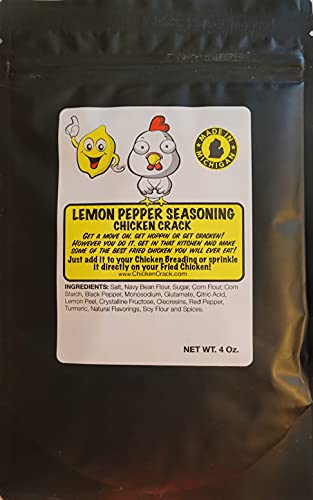 MADE IN
MICHIGAN
LEMON PEPPER SEASONING
CHICKEN CRACK
GET A MOVE ON, GET HOPPIN OR GET CRACKEN!
HOWEVER YOU DO IT, GET IN THAT KITCHEN AND MAKE
SOME OF THE BEST FRIED CHICKEN YOU WILL EVER EAT!
Just add it to your Chicken Breading or sprinkle
it directly on your Fried Chicken!
www.ChickenCrack.com
INGREDIENTS: Salt, Navy Bean Flour, Sugar, Corn Flour, Corn
Starch, Black Pepper, Monosodium, Glutamate, Citric Acid,
Lemon Peel, Crystalline Fructose, Oleoresins, Red Pepper,
Turmeric, Natural Flavorings, Soy Flour and Spices.
NET WT. 4 Oz.